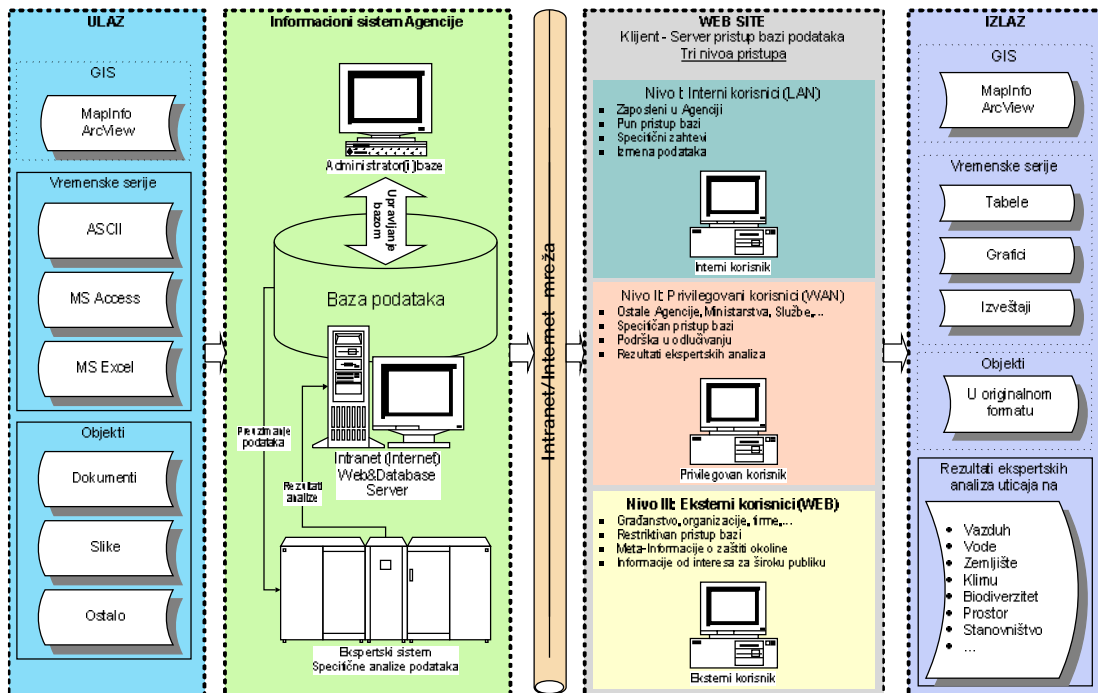 ULAZ
GIS
MapInfo
ArcView
Vremenske serije
ASCII
MS Access
MS Excel
Objekti
Dokumenti
Slike
Ostalo
Informacioni sistem Agencije
Administrator(i) baze
Upravljanje
bazom
Baza podataka
Preuzimanje
podataka
Intranet (Internet)
Web&Database
Server
Rezultati
analize
Ekspertski sistem
Specifične analize podataka
Intranet/Internet mreža
WEB SITE
Klijent - Server pristup bazi podataka
Tri nivoa pristupa
Nivo I: Interni korisnici (LAN)
▪ Zaposleni u Agenciji
▪ Pun pristup bazi
▪ Specifični zahtevi
▪ Izmena podataka
Interni korisnik
Nivo II: Privilegovani korisnici (WAN)
▪ Ostale Agencije, Ministarstva, Službe,...
▪ Specifičan pristup bazi
▪ Podrška u odlučivanju
▪ Rezultati ekspertskih analiza
Privilegovan korisnik
Nivo III: Eksterni korisnici (WEB)
▪ Građanstvo, organizacije, firme,...
▪ Restriktivan pristup bazi
▪ Meta-Informacije o zaštiti okoline
▪ Informacije od interesa za široku publiku
Eksterni korisnik
IZLAZ
GIS
MapInfo
ArcView
Vremenske serije
Tabele
Grafici
Izveštaji
Objekti
U originalnom
formatu
Rezultati ekspertskih
analiza uticaja na
• Vazduh
• Vode
• Zemljište
• Klimu
• Biodiverzitet
• Prostor
• Stanovništvo
• ...